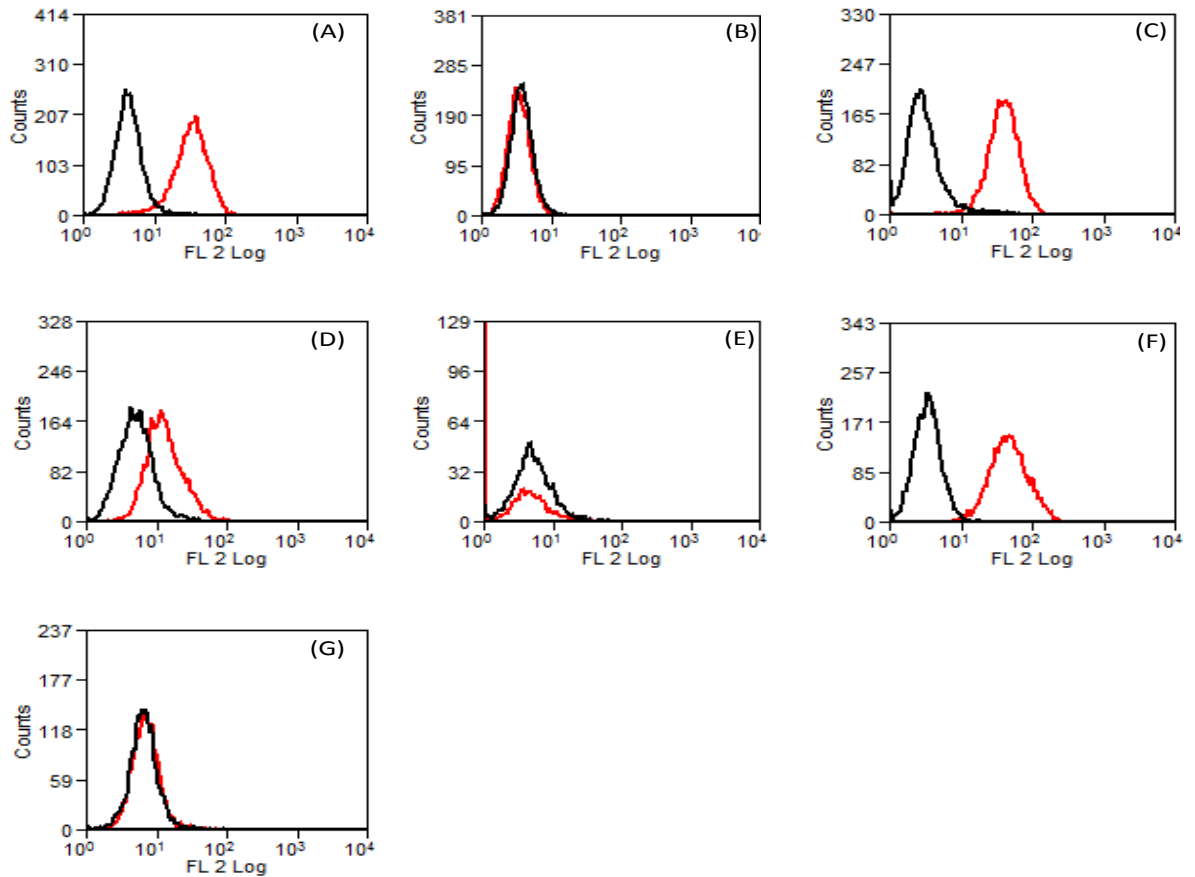 414
310
207
103
0
Counts
(A)
10⁰ 10¹ 10² 10³ 10⁴
FL 2 Log
381
285
190
95
0
Counts
(B)
10⁰ 10¹ 10² 10³ 10
FL 2 Log
330
247
165
82
0
Counts
(C)
10⁰ 10¹ 10² 10³ 10⁴
FL 2 Log
328
246
164
82
0
Counts
(D)
10⁰ 10¹ 10² 10³ 10⁴
FL 2 Log
129
96
64
32
0
Counts
(E)
10⁰ 10¹ 10² 10³ 10⁴
FL 2 Log
343
257
171
85
0
Counts
(F)
10⁰ 10¹ 10² 10³ 10⁴
FL 2 Log
237
177
118
59
0
Counts
(G)
10⁰ 10¹ 10² 10³ 10⁴
FL 2 Log